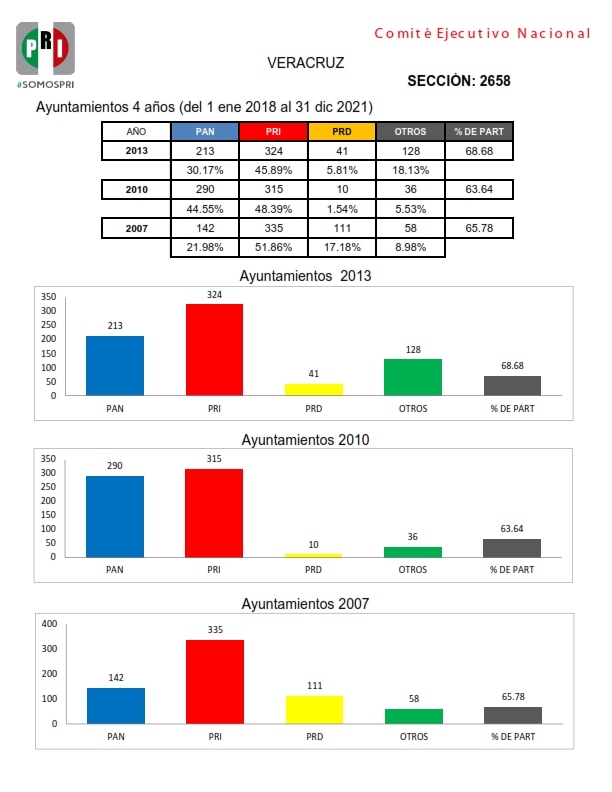 Comité Ejecutivo Nacional
PRI
#SOMOSPRI
VERACRUZ
SECCIÓN: 2658
Ayuntamientos 4 años (del 1 ene 2018 al 31 dic 2021)
AÑO PAN PRI PRD OTROS % DE PART
2013 213 324 41 128 68.68
30.17% 45.89% 5.81% 18.13%
2010 290 315 10 36 63.64
44.55% 48.39% 1.54% 5.53%
2007 142 335 111 58 65.78
21.98% 51.86% 17.18% 8.98%
Ayuntamientos 2013
350
300
250
200
150
100
50
0
213 324 41 128 68.68
PAN PRI PRD OTROS % DE PART
Ayuntamientos 2010
350
300
250
200
150
100
50
0
290 315 10 36 63.64
PAN PRI PRD OTROS % DE PART
Ayuntamientos 2007
400
300
200
100
0
142 335 111 58 65.78
PAN PRI PRD OTROS % DE PART